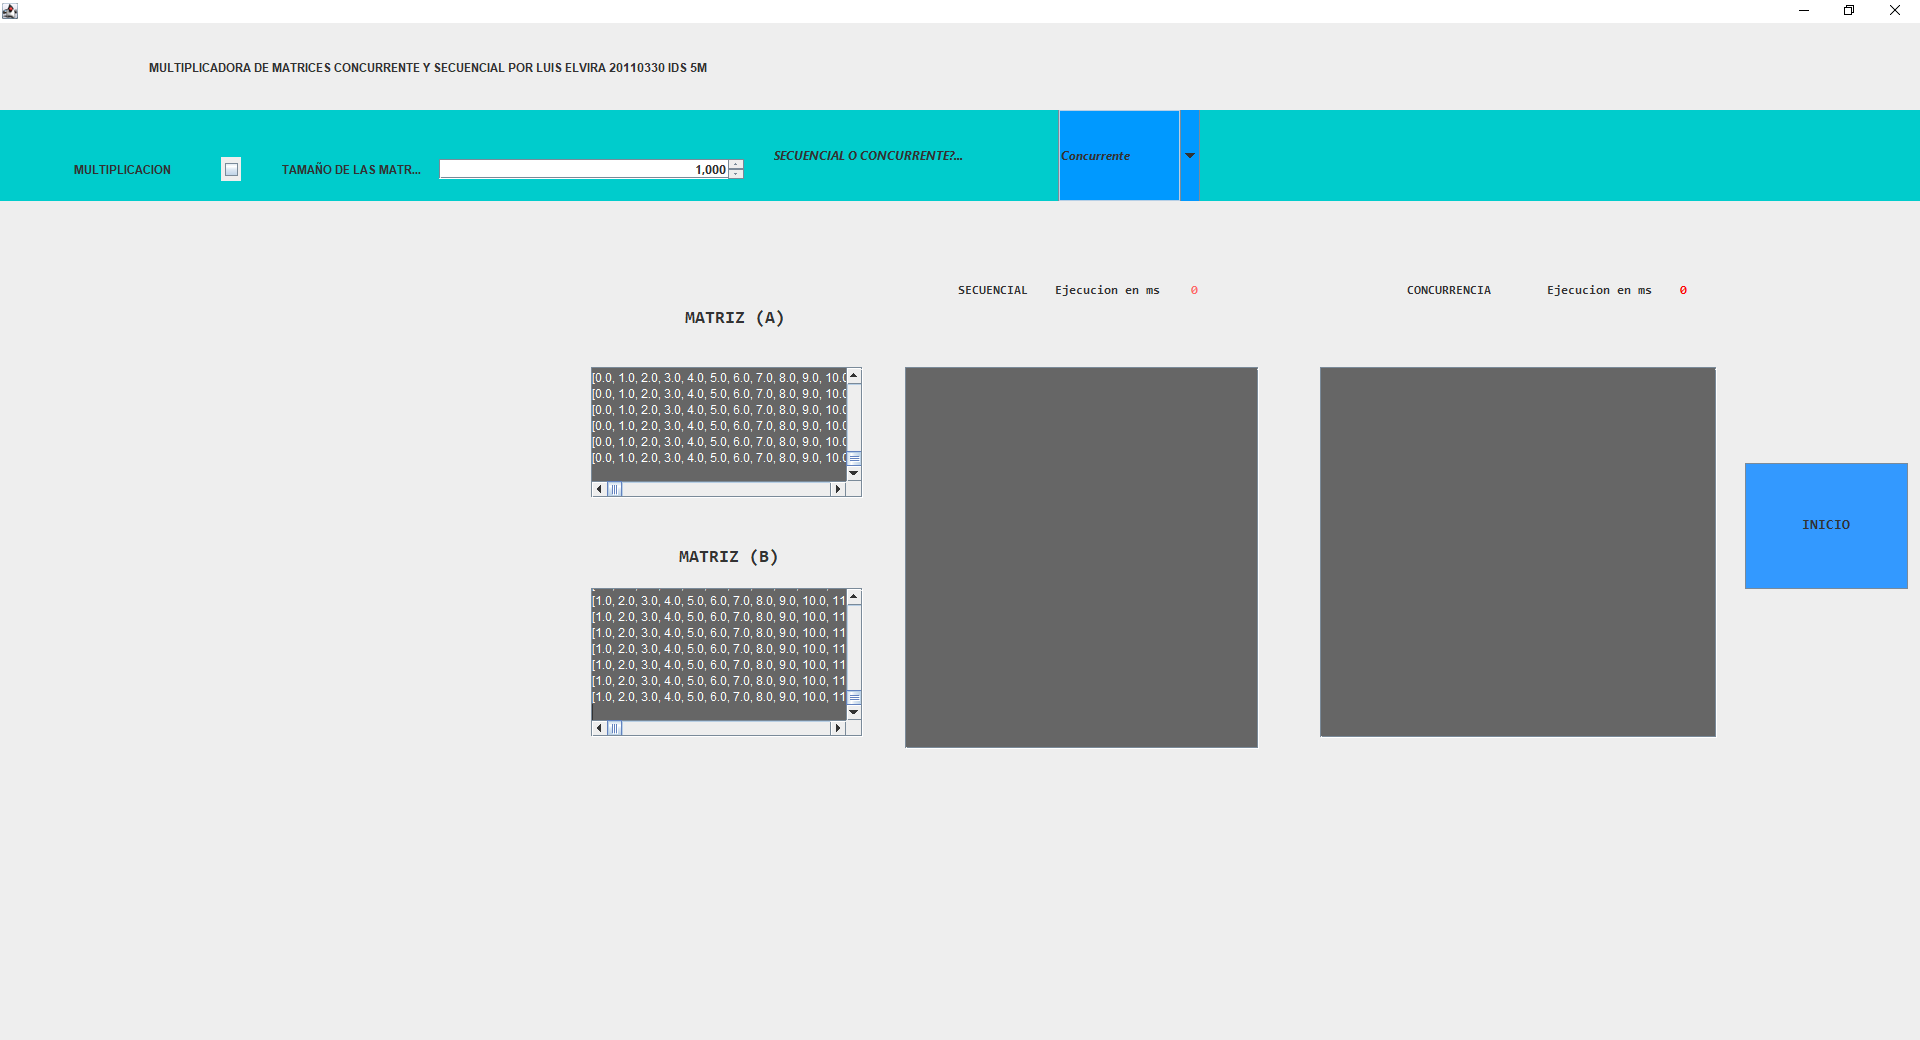 MULTIPLICADORA DE MATRICES CONCURRENTE Y SECUENCIAL POR LUIS ELVIRA 20110330 IDS 5M
MULTIPLICACION
TAMAÑO DE LAS MATR...
1,000
SECUENCIAL O CONCURRENTE?...
Concurrente
SECUENCIAL Ejecucion en ms 0
CONCURRENCIA Ejecucion en ms 0
MATRIZ (A)
[0.0, 1.0, 2.0, 3.0, 4.0, 5.0, 6.0, 7.0, 8.0, 9.0, 10.0
[0.0, 1.0, 2.0, 3.0, 4.0, 5.0, 6.0, 7.0, 8.0, 9.0, 10.0
[0.0, 1.0, 2.0, 3.0, 4.0, 5.0, 6.0, 7.0, 8.0, 9.0, 10.0
[0.0, 1.0, 2.0, 3.0, 4.0, 5.0, 6.0, 7.0, 8.0, 9.0, 10.0
[0.0, 1.0, 2.0, 3.0, 4.0, 5.0, 6.0, 7.0, 8.0, 9.0, 10.0
[0.0, 1.0, 2.0, 3.0, 4.0, 5.0, 6.0, 7.0, 8.0, 9.0, 10.0
MATRIZ (B)
[1.0, 2.0, 3.0, 4.0, 5.0, 6.0, 7.0, 8.0, 9.0, 10.0, 11
[1.0, 2.0, 3.0, 4.0, 5.0, 6.0, 7.0, 8.0, 9.0, 10.0, 11
[1.0, 2.0, 3.0, 4.0, 5.0, 6.0, 7.0, 8.0, 9.0, 10.0, 11
[1.0, 2.0, 3.0, 4.0, 5.0, 6.0, 7.0, 8.0, 9.0, 10.0, 11
[1.0, 2.0, 3.0, 4.0, 5.0, 6.0, 7.0, 8.0, 9.0, 10.0, 11
[1.0, 2.0, 3.0, 4.0, 5.0, 6.0, 7.0, 8.0, 9.0, 10.0, 11
[1.0, 2.0, 3.0, 4.0, 5.0, 6.0, 7.0, 8.0, 9.0, 10.0, 11
INICIO